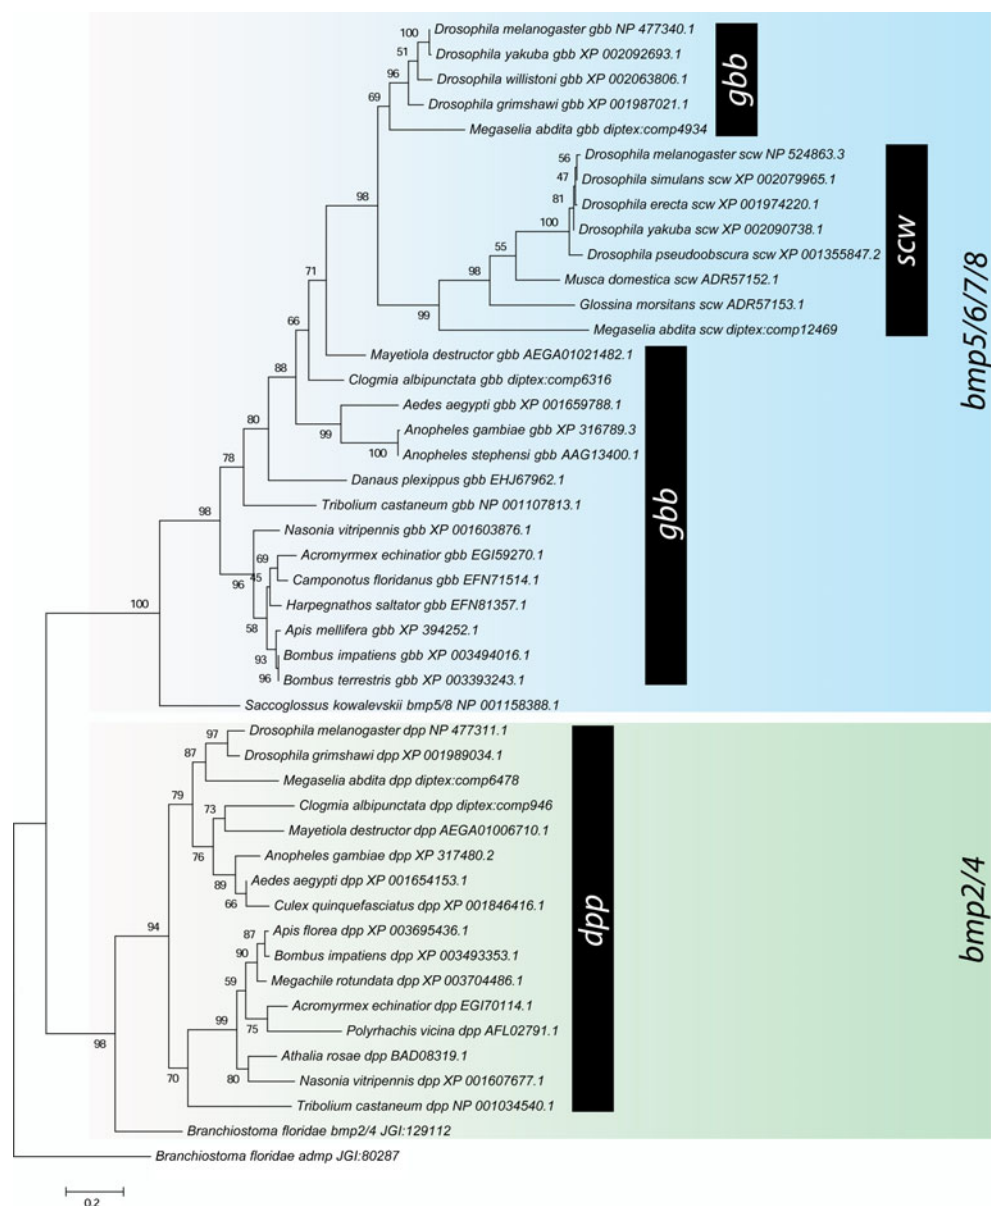 Drosophila melanogaster gbb NP 477340.1
100
Drosophila yakuba gbb XP 002092693.1
51
Drosophila willistoni gbb XP 002063806.1
96
Drosophila grimshawi gbb XP 001987021.1
69
Megaselia abdita gbb diptex:comp4934
gbb
Drosophila melanogaster scw NP 524863.3
56
Drosophila simulans scw XP 002079965.1
47
Drosophila erecta scw XP 001974220.1
81
Drosophila yakuba scw XP 002090738.1
100
Drosophila pseudoobscura scw XP 001355847.2
55
Musca domestica scw ADR57152.1
98
Glossina morsitans scw ADR57153.1
99
Megaselia abdita scw diptex:comp12469
scw
98
bmp5/6/7/8
Mayetiola destructor gbb AEGA01021482.1
71
Clogmia albipunctata gbb diptex:comp6316
66
Aedes aegypti gbb XP 001659788.1
88
Anopheles gambiae gbb XP 316789.3
99
Anopheles stephensi gbb AAG13400.1
100
Danaus plexippus gbb EHJ67962.1
80
Tribolium castaneum gbb NP 001107813.1
78
Nasonia vitripennis gbb XP 001603876.1
98
Acromyrmex echinatior gbb EGI59270.1
69
Camponotus floridanus gbb EFN71514.1
96
45
Harpegnathos saltator gbb EFN81357.1
58
Apis mellifera gbb XP 394252.1
Bombus impatiens gbb XP 003494016.1
93
Bombus terrestris gbb XP 003393243.1
96
gbb
100
Saccoglossus kowalevskii bmp5/8 NP 001158388.1
Drosophila melanogaster dpp NP 477311.1
97
Drosophila grimshawi dpp XP 001989034.1
87
Megaselia abdita dpp diptex:comp6478
79
Clogmia albipunctata dpp diptex:comp946
73
Mayetiola destructor dpp AEGA01006710.1
76
Anopheles gambiae dpp XP 317480.2
Aedes aegypti dpp XP 001654153.1
89
Culex quinquefasciatus dpp XP 001846416.1
66
dpp
bmp2/4
94
Apis florea dpp XP 003695436.1
87
Bombus impatiens dpp XP 003493353.1
90
Megachile rotundata dpp XP 003704486.1
59
Acromyrmex echinatior dpp EGI70114.1
99
75
Polyrhachis vicina dpp AFL02791.1
98
Athalia rosae dpp BAD08319.1
70
80
Nasonia vitripennis dpp XP 001607677.1
Tribolium castaneum dpp NP 001034540.1
Branchiostoma floridae bmp2/4 JGI:129112
Branchiostoma floridae admp JGI:80287
0.2